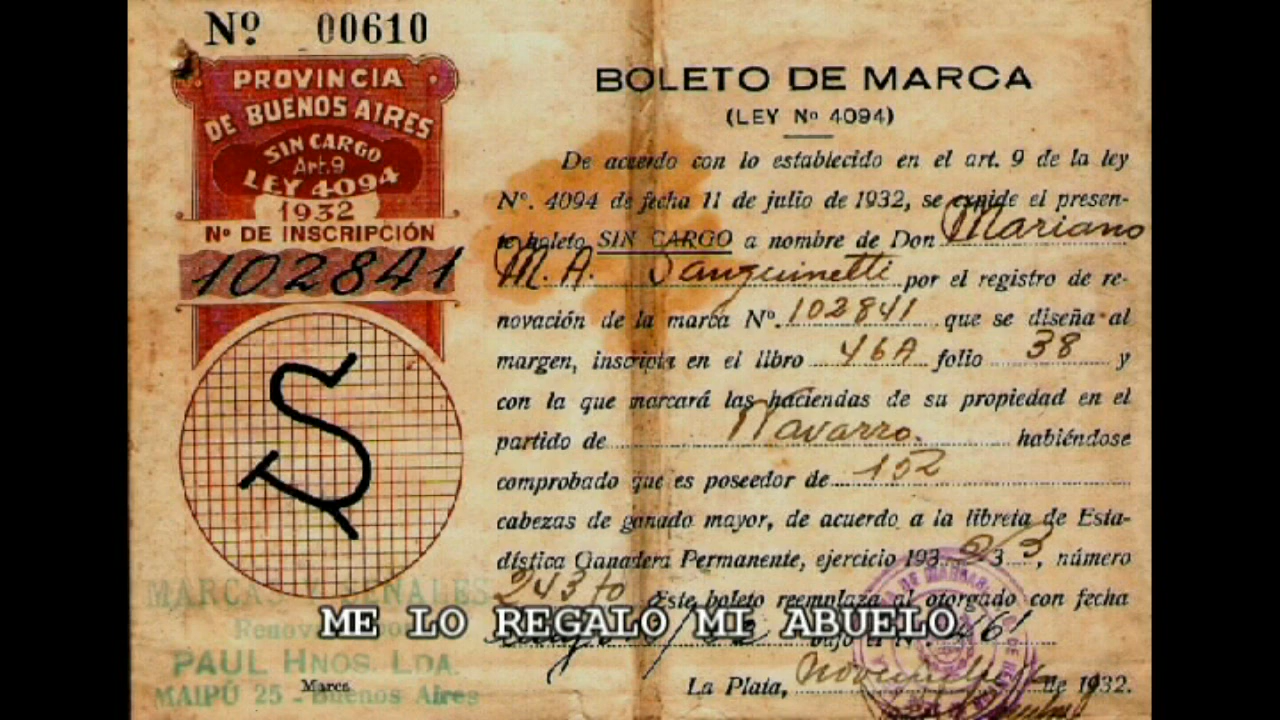 Nº 00610
PROVINCIA
DE BUENOS AIRES
SIN CARGO
Art. 9
LEY 4094
1932
Nº DE INSCRIPCIÓN
102841
MARCAS Y SEÑALES
PAUL HNOS. LDA.
MAIPÚ 25 - Buenos Aires
Marca
BOLETO DE MARCA
(LEY Nº 4094)
De acuerdo con lo establecido en el art. 9 de la ley
Nº. 4094 de fecha 11 de julio de 1932, se expide el presen-
te boleto SIN CARGO a nombre de Don Mariano
M. A. Sanguinetti por el registro de re-
novación de la marca Nº. 102841 que se diseña al
margen, inscripta en el libro 46A folio 38 y
con la que marcará las haciendas de su propiedad en el
partido de Navarro. habiéndose
comprobado que es poseedor de 152
cabezas de ganado mayor, de acuerdo a la libreta de Esta-
dística Ganadera Permanente, ejercicio 193 2/3 3, número
Este boleto reemplaza al otorgado con fecha
ME LO REGALÓ MI ABUELO
La Plata, noviembre de 1932.